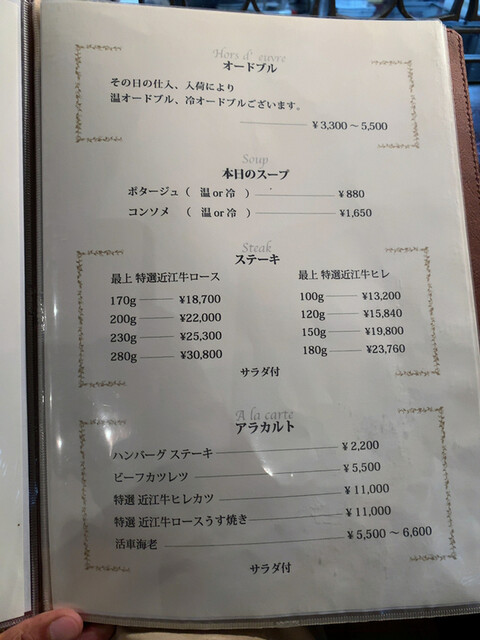 Hors d' euvre
オードブル
その日の仕入、入荷により
温オードブル、冷オードブルございます。
¥3,300～5,500
Soup
本日のスープ
ポタージュ（ 温 or 冷 ） ¥880
コンソメ （ 温 or 冷 ） ¥1,650
Steak
ステーキ
最上 特選近江牛ロース
170g ¥18,700
200g ¥22,000
230g ¥25,300
280g ¥30,800
最上 特選近江牛ヒレ
100g ¥13,200
120g ¥15,840
150g ¥19,800
180g ¥23,760
サラダ付
A la carte
アラカルト
ハンバーグ ステーキ ¥2,200
ビーフカツレツ ¥5,500
特選 近江牛ヒレカツ ¥11,000
特選 近江牛ロースうす焼き ¥11,000
活車海老 ¥5,500 ～ 6,600
サラダ付